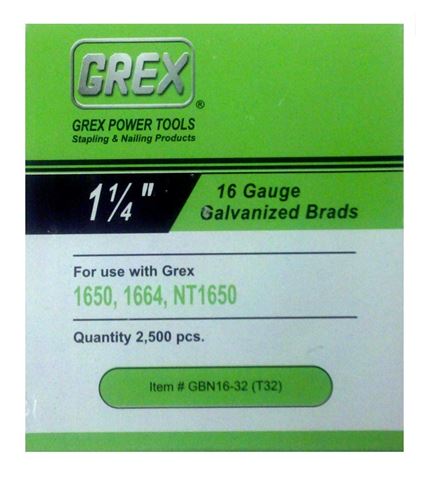 GREX®
GREX POWER TOOLS
Stapling & Nailing Products
1 1/4"
16 Gauge
Galvanized Brads
For use with Grex
1650, 1664, NT1650
Quantity 2,500 pcs.
Item # GBN16-32 (T32)